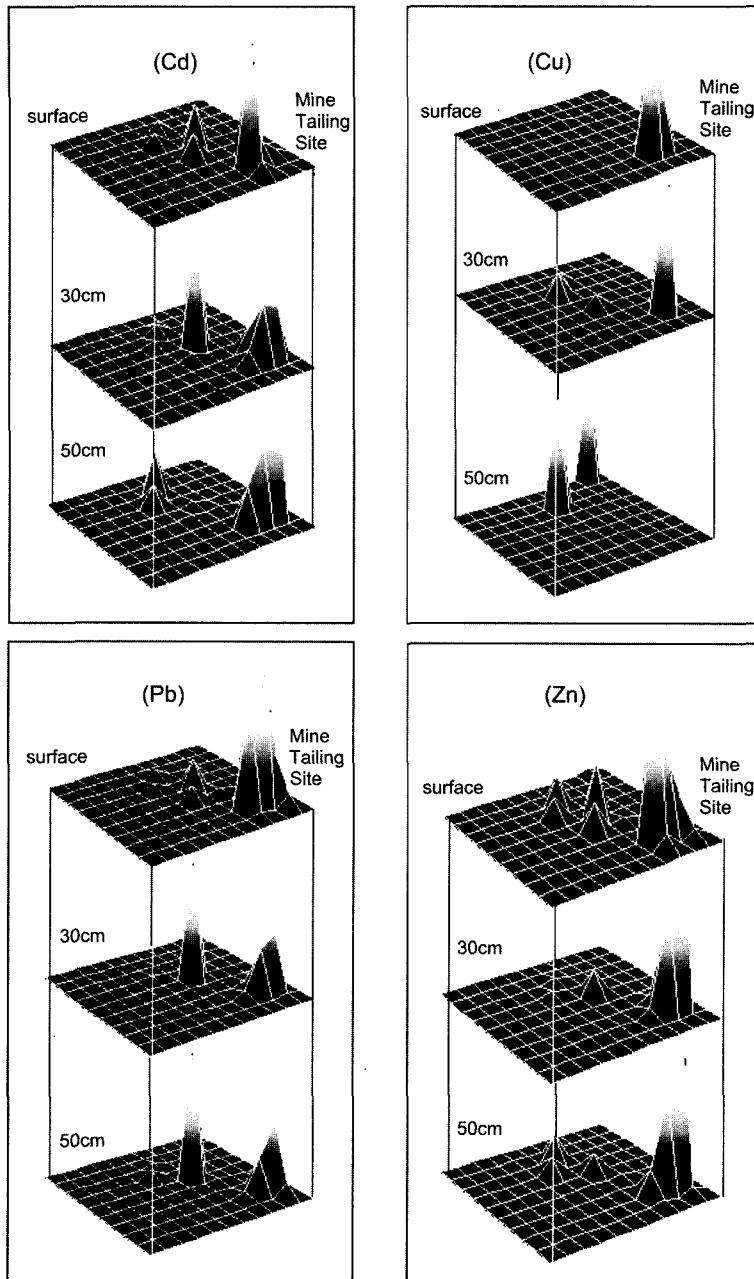 (Cd)
surface
Mine
Tailing
Site
30cm
50cm
(Cu)
surface
Mine
Tailing
Site
30cm
50cm
(Pb)
surface
Mine
Tailing
Site
30cm
50cm
(Zn)
surface
Mine
Tailing
Site
30cm
50cm